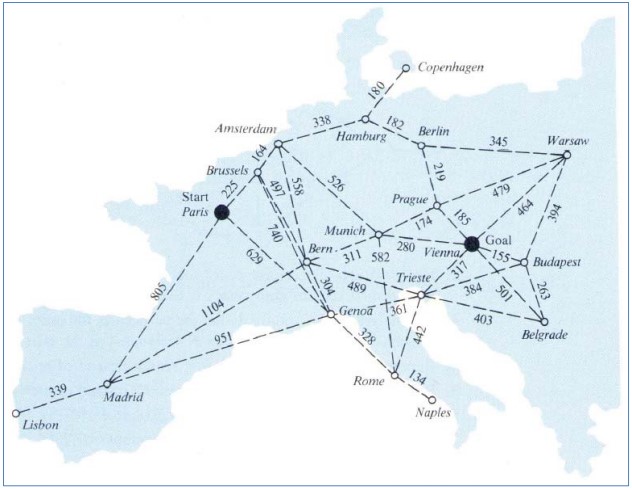 Copenhagen
180
338
182
Hamburg
Berlin
Amsterdam
345
Warsaw
164
Brussels
497
558
526
219
225
Start
Paris
Prague
479
464
394
174
185
Munich
280
Goal
Vienna
740
Bern
311
582
155
Budapest
629
304
489
Trieste
317
384
501
263
805
1104
Genoa
361
403
Belgrade
951
328
442
339
Madrid
Rome
134
Lisbon
Naples